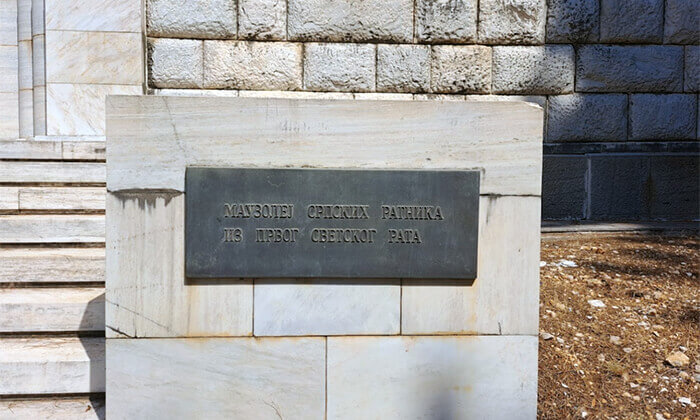 МАУЗОЛЕЈ СРПСКИХ РАТНИКА
ИЗ ПРВОГ СВЕТСКОГ РАТА